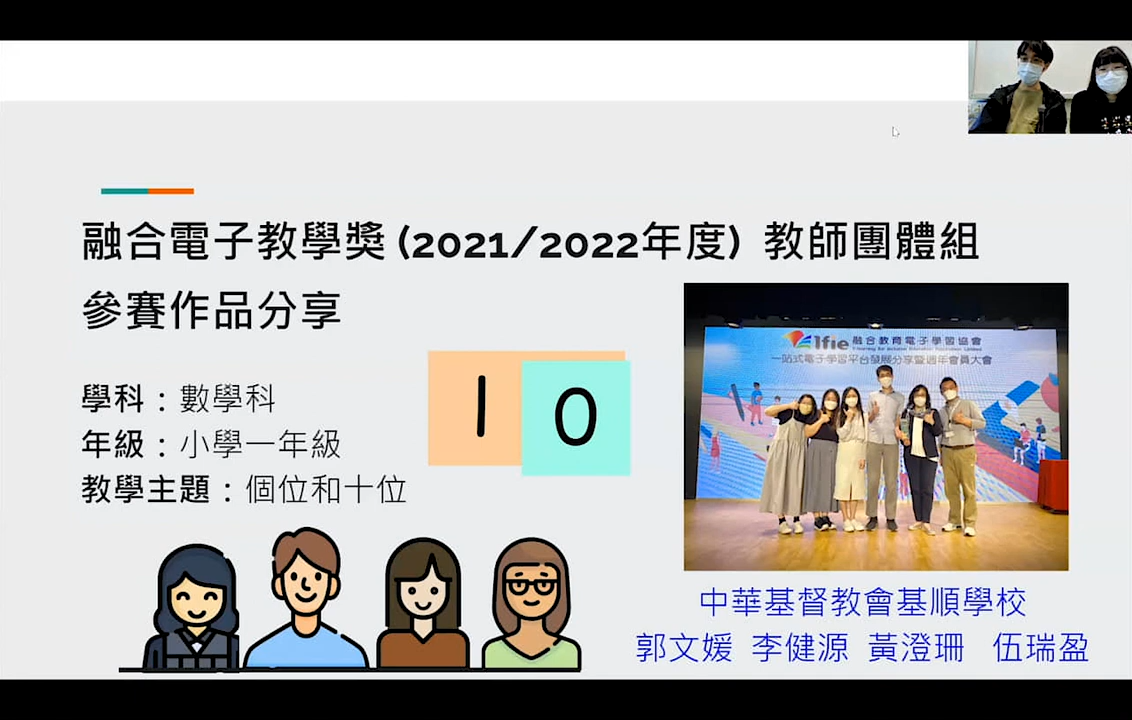 融合電子教學獎 (2021/2022年度) 教師團體組
參賽作品分享
學科：數學科
年級：小學一年級
教學主題：個位和十位
1 0
elfie 融合教育電子學習協會
一站式電子學習平台發展分享暨週年會員大會
中華基督教會基順學校
郭文媛 李健源 黃澄珊 伍瑞盈